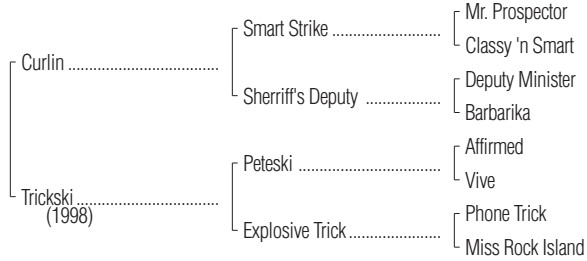 Mr. Prospector
Smart Strike ........................
Classy 'n Smart
Curlin ..................................
Deputy Minister
Sherriff's Deputy .................
Barbarika
Affirmed
Peteski ................................
Vive
Trickski .................................
(1998)
Phone Trick
Explosive Trick .....................
Miss Rock Island